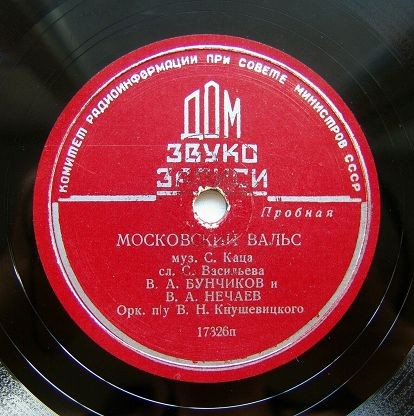 КОМИТЕТ РАДИОИНФОРМАЦИИ ПРИ СОВЕТЕ МИНИСТРОВ СССР
ДОМ
ЗВУКО
ЗАПИСИ
Пробная
МОСКОВСКИЙ ВАЛЬС
муз. С. Каца
сл. С. Васильева
В. А. БУНЧИКОВ и
В. А. НЕЧАЕВ
Орк. п/у В. Н. Кнушевицкого
17326п